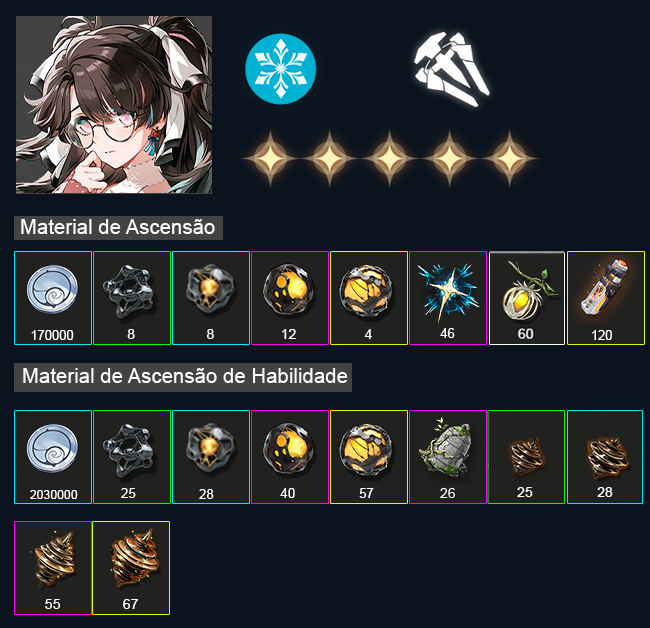 Material de Ascensão
170000 8 8 12 4 46 60 120
Material de Ascensão de Habilidade
2030000 25 28 40 57 26 25 28
55 67